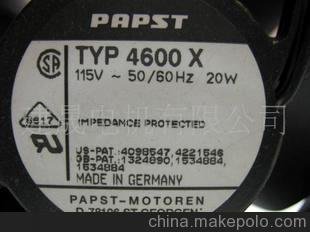 PAPST
TYP 4600 X
115V ~ 50/60Hz 20W
SA
IMPEDANCE PROTECTED
US-PAT.:4098547,4221546
GB-PAT.:1324890,1534884,
1534884
MADE IN GERMANY
PAPST-MOTOREN
china.makepolo.com